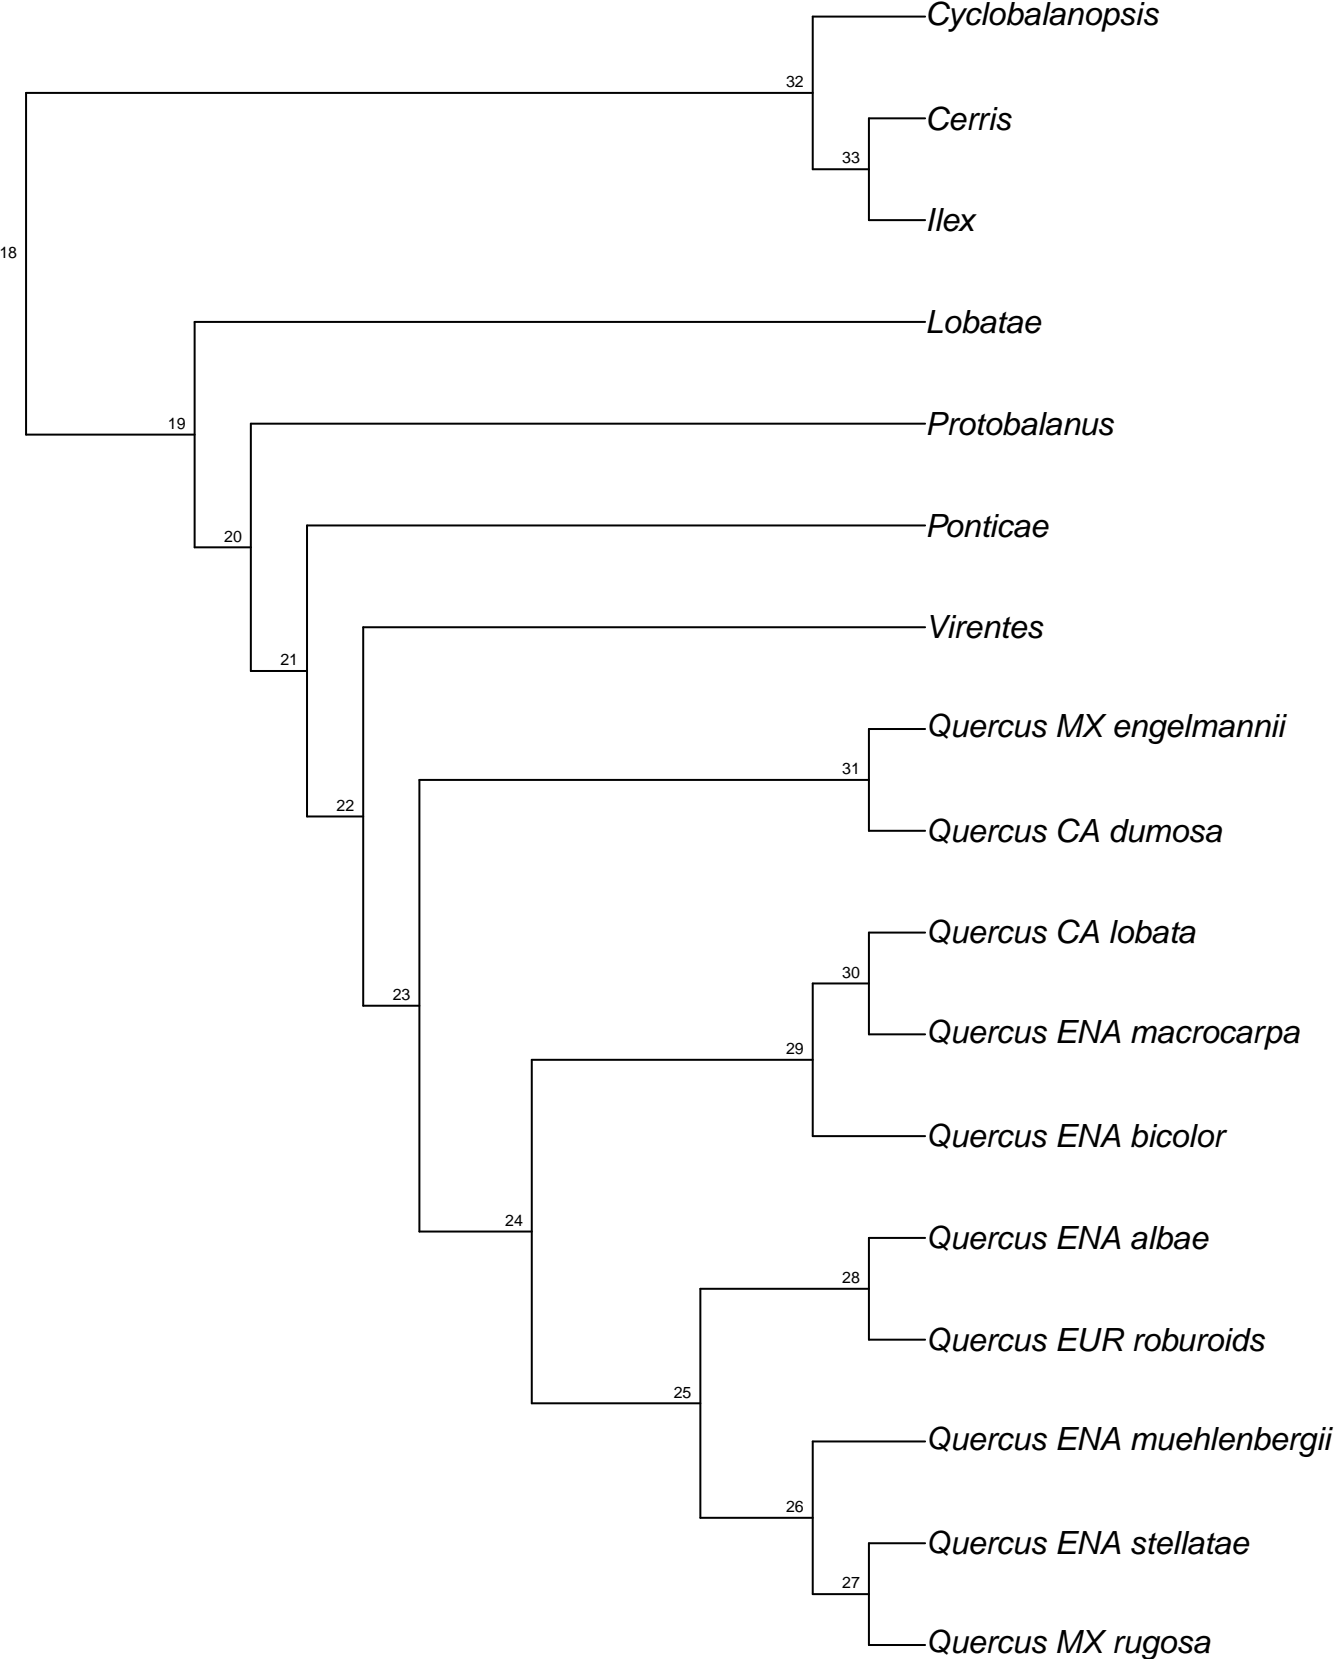 Cyclobalanopsis
32
Cerris
33
Ilex
18
Lobatae
19
Protobalanus
20
Ponticae
21
Virentes
22
Quercus MX engelmannii
31
Quercus CA dumosa
Quercus CA lobata
30
23
Quercus ENA macrocarpa
29
Quercus ENA bicolor
24
Quercus ENA albae
28
Quercus EUR roburoids
25
Quercus ENA muehlenbergii
26
Quercus ENA stellatae
27
Quercus MX rugosa